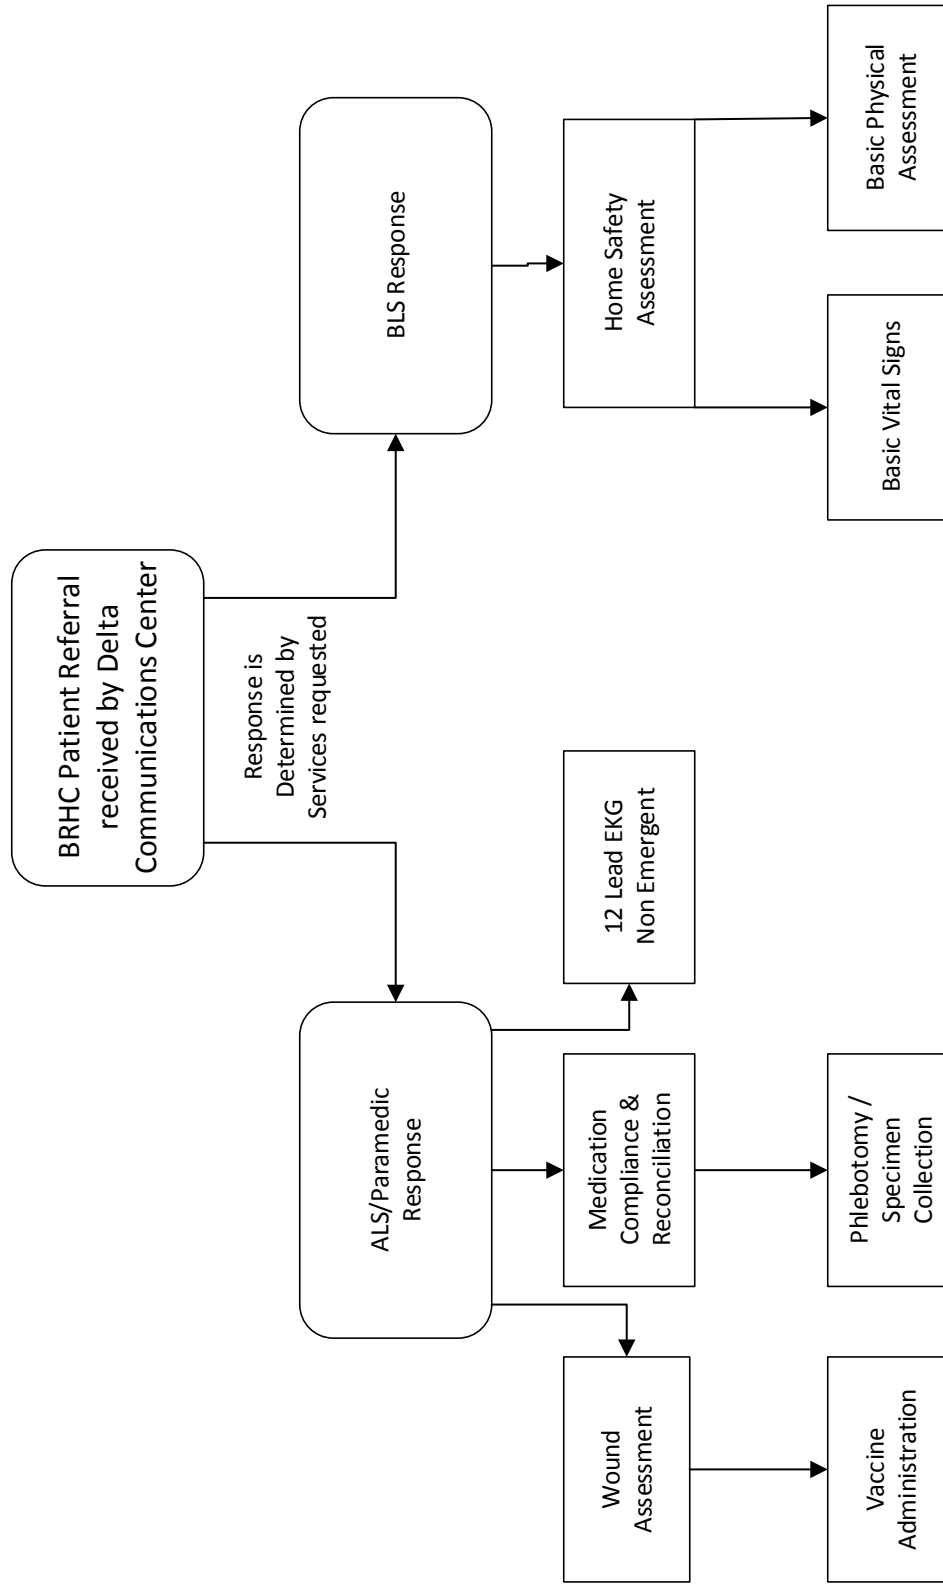 BRHC Patient Referral
received by Delta
Communications Center
Response is
Determined by
Services requested
ALS/Paramedic
Response
BLS Response
Wound
Assessment
Medication
Compliance &
Reconciliation
12 Lead EKG
Non Emergent
Home Safety
Assessment
Vaccine
Administration
Phlebotomy /
Specimen
Collection
Basic Vital Signs
Basic Physical
Assessment